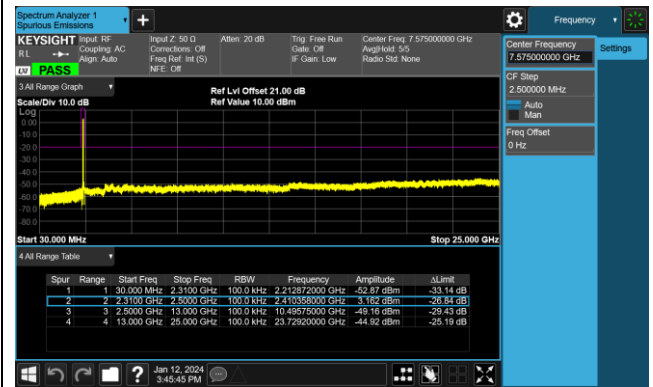 Spectrum Analyzer 1
Spurious Emissions
+
Frequency
KEYSIGHT Input: RF Input Z: 50 Ω Atten: 20 dB Trig: Free Run Center Freq: 7.575000000 GHz
RL Coupling: AC Corrections: Off Gate: Off Avg|Hold: 5/5
Align: Auto Freq Ref: Int (S) IF Gain: Low Radio Std: None
PASS NFE: Off
Center Frequency
7.575000000 GHz
Settings
CF Step
2.500000 MHz
Auto
Man
Freq Offset
0 Hz
3 All Range Graph
Ref Lvl Offset 21.00 dB
Scale/Div 10.0 dB Ref Value 10.00 dBm
Log
0.00
-10.0
-20.0
-30.0
-40.0
-50.0
-60.0
-70.0
-80.0
Start 30.000 MHz Stop 25.000 GHz
4 All Range Table
Spur Range Start Freq Stop Freq RBW Frequency Amplitude ΔLimit
1 1 30.000 MHz 2.3100 GHz 100.0 kHz 2.212872000 GHz -52.87 dBm -33.14 dB
2 2 2.3100 GHz 2.5000 GHz 100.0 kHz 2.410358000 GHz 3.162 dBm -26.84 dB
3 3 2.5000 GHz 13.000 GHz 100.0 kHz 10.49575000 GHz -49.16 dBm -29.43 dB
4 4 13.000 GHz 25.000 GHz 100.0 kHz 23.72920000 GHz -44.92 dBm -25.19 dB
?
Jan 12, 2024
3:45:45 PM